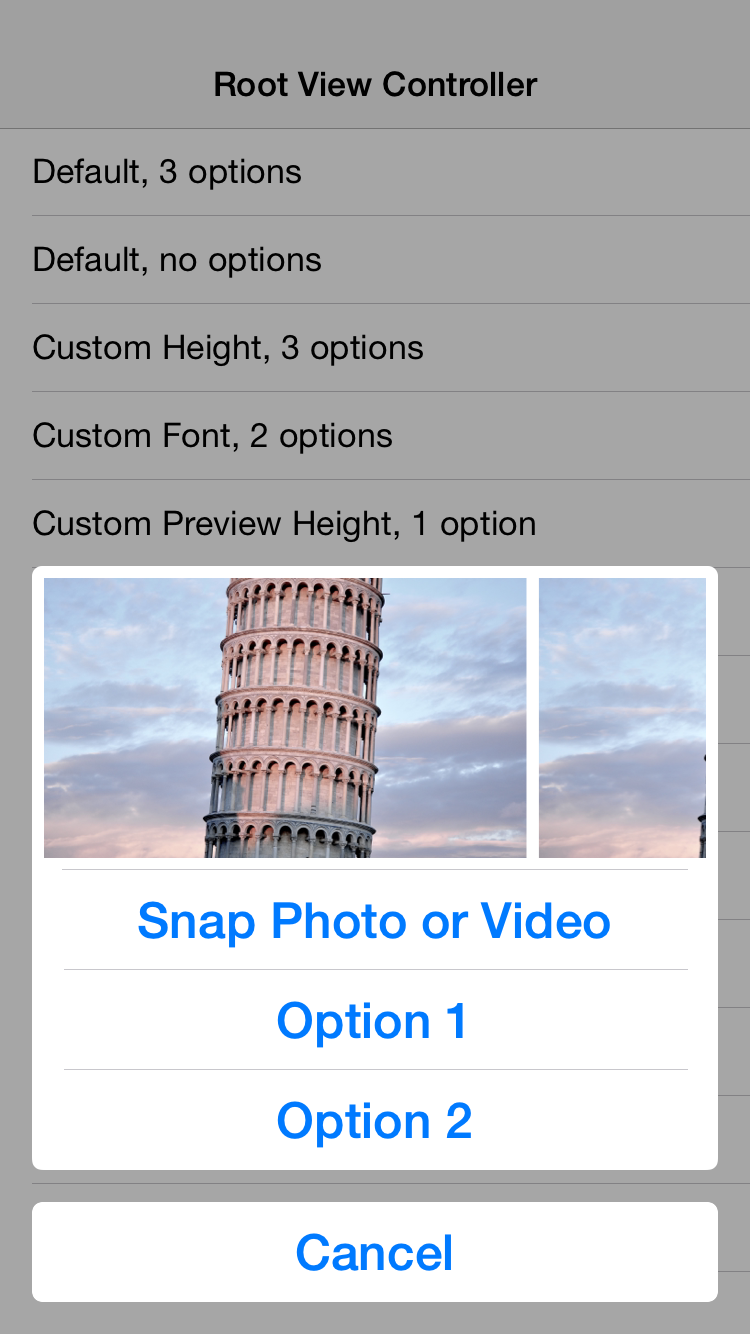 Root View Controller
Default, 3 options
Default, no options
Custom Height, 3 options
Custom Font, 2 options
Custom Preview Height, 1 option
Snap Photo or Video
Option 1
Option 2
Cancel